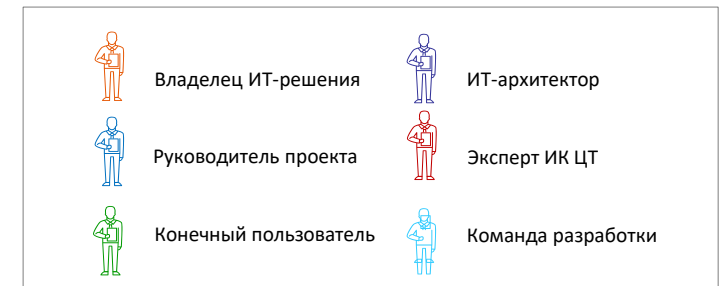 Владелец ИТ-решения
ИТ-архитектор
Руководитель проекта
Эксперт ИК ЦТ
Конечный пользователь
Команда разработки